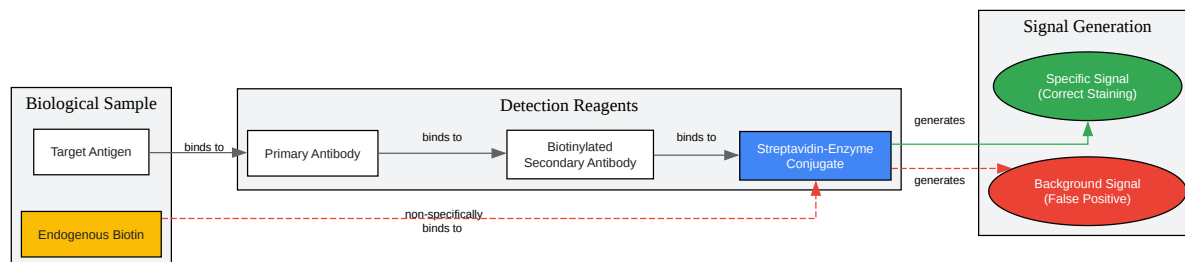 Signal Generation
Specific Signal
(Correct Staining)
Biological Sample
Detection Reagents
generates
Target Antigen
binds to
Primary Antibody
binds to
Biotinylated
Secondary Antibody
binds to
Streptavidin-Enzyme
Conjugate
generates
Background Signal
(False Positive)
Endogenous Biotin
non-specifically
binds to